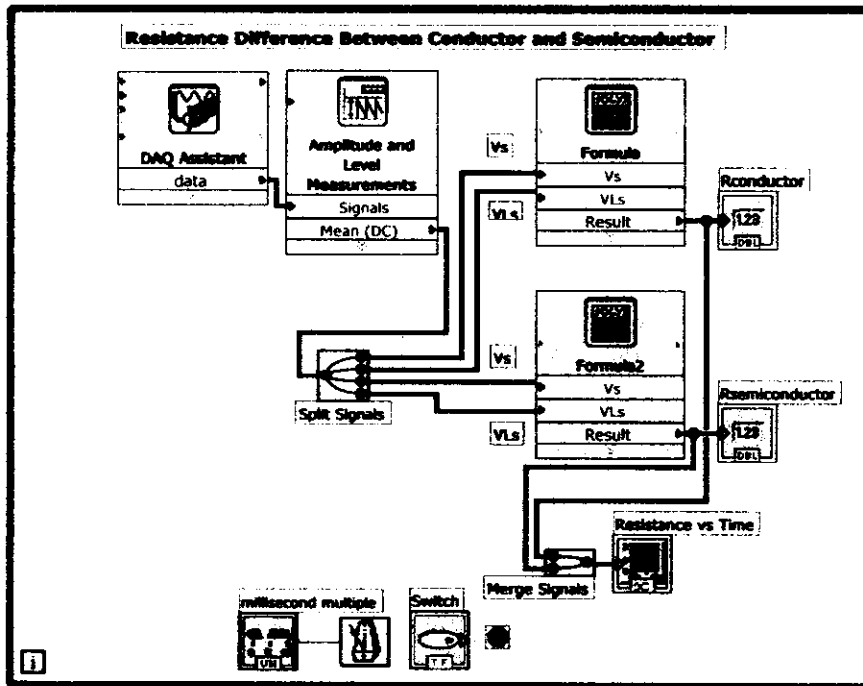 Resistance Difference Between Conductor and Semiconductor
DAQ Assistant
data
Amplitude and
Level
Measurements
Signals
Mean (DC)
Vs
VLs
Formula
Vs
VLs
Result
Rconductor
1.23
DBL
Split Signals
Vs
VLs
Formula2
Vs
VLs
Result
Rsemiconductor
1.23
DBL
Resistance vs Time
Merge Signals
millisecond multiple
Switch
TF
i